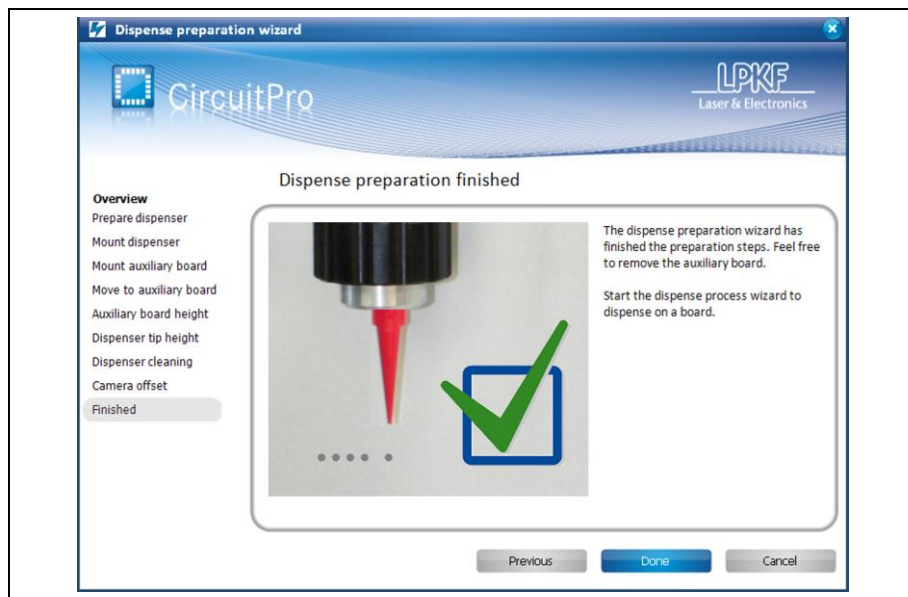 Dispense preparation wizard
CircuitPro
LPKF
Laser & Electronics
Dispense preparation finished
Overview
Prepare dispenser
Mount dispenser
Mount auxiliary board
Move to auxiliary board
Auxiliary board height
Dispenser tip height
Dispenser cleaning
Camera offset
Finished
The dispense preparation wizard has
finished the preparation steps. Feel free
to remove the auxiliary board.
Start the dispense process wizard to
dispense on a board.
Previous
Done
Cancel